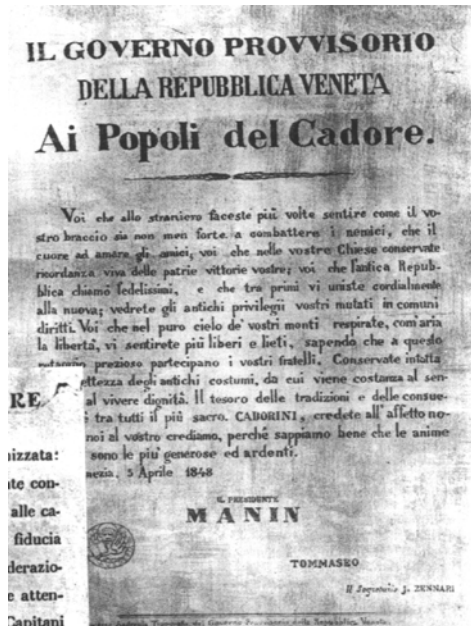 IL GOVERNO PROVVISORIO
DELLA REPUBBLICA VENETA
Ai Popoli del Cadore.
Voi che allo straniero faceste più volte sentire come il vo-
stro braccio sia non men forte a combattere i nemici, che il
cuore ad amare gli amici, voi che nelle vostre Chiese conservate
ricordanza viva delle patrie vittorie vostre; voi che l'antica Repub-
blica chiamò fedelissimi, e che tra primi vi uniste cordialmente
alla nuova; vedrete gli antichi privilegii vostri mutati in comuni
diritti. Voi che nel puro cielo de' vostri monti respirate, com'aria
la libertà, vi sentirete più liberi e lieti, sapendo che a questo
prezioso partecipano i vostri fratelli. Conservate intatta
ettezza degli antichi costumi, da cui viene costanza al sen-
al vivere dignità. Il tesoro delle tradizioni e delle consue-
i tra tutti il più sacro. CADORINI, credete all' affetto no-
noi al vostro crediamo, perchè sappiamo bene che le anime
sono le più generose ed ardenti.
nezia, 5 Aprile 1848
IL PRESIDENTE
MANIN
TOMMASEO
Il Segretario J. ZENNARI
RE
nizzata:
te con-
alle ca-
fiducia
derazio-
e atten-
Capitani